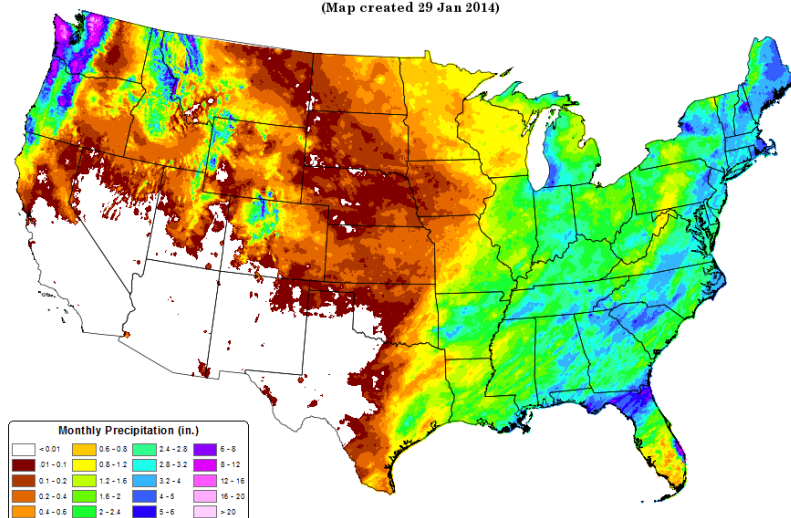 (Map created 29 Jan 2014)
Monthly Precipitation (in.)
< 0.01 0.6 - 0.8 2.4 - 2.8 6 - 8
.01 - 0.1 0.8 - 1.2 2.8 - 3.2 8 - 12
0.1 - 0.2 1.2 - 1.6 3.2 - 4 12 - 16
0.2 - 0.4 1.6 - 2 4 - 5 16 - 20
0.4 - 0.6 2 - 2.4 5 - 6 > 20